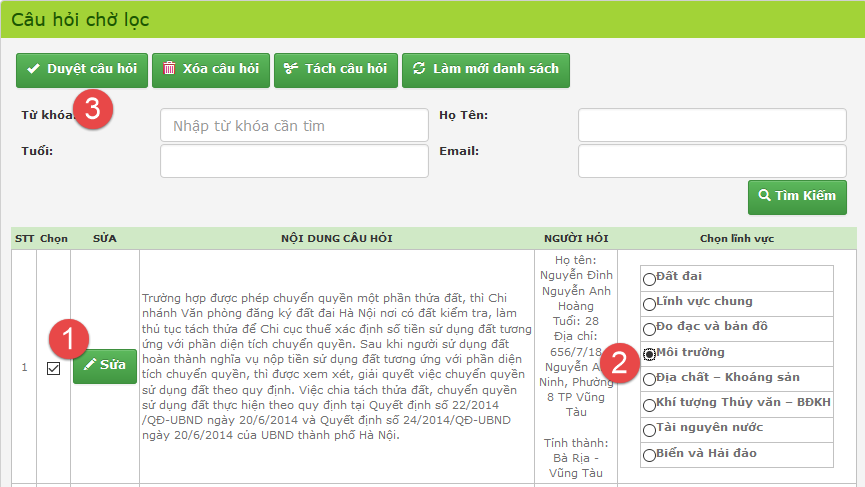 Câu hỏi chờ lọc
Duyệt câu hỏi
Xóa câu hỏi
Tách câu hỏi
Làm mới danh sách
3
Từ khóa:
Nhập từ khóa cần tìm
Họ Tên:
Tuổi:
Email:
Tìm Kiếm
STT Chọn SỬA NỘI DUNG CÂU HỎI NGƯỜI HỎI Chọn lĩnh vực
1
1
Sửa
Trường hợp được phép chuyển quyền một phần thửa đất, thì Chi
nhánh Văn phòng đăng ký đất đai Hà Nội nơi có đất kiểm tra, làm
thủ tục tách thửa để Chi cục thuế xác định số tiền sử dụng đất tương
ứng với phần diện tích chuyển quyền. Sau khi người sử dụng đất
hoàn thành nghĩa vụ nộp tiền sử dụng đất tương ứng với phần diện
tích chuyển quyền, thì được xem xét, giải quyết việc chuyển quyền
sử dụng đất theo quy định. Việc chia tách thửa đất, chuyển quyền
sử dụng đất thực hiện theo quy định tại Quyết định số 22/2014
/QĐ-UBND ngày 20/6/2014 và Quyết định số 24/2014/QĐ-UBND
ngày 20/6/2014 của UBND thành phố Hà Nội.
Họ tên:
Nguyễn Đình
Nguyễn Anh
Hoàng
Tuổi: 28
Địa chỉ:
656/7/18
Nguyễn
Ninh, Phường
8 TP Vũng
Tàu
Tỉnh thành:
Bà Rịa -
Vũng Tàu
2
Đất đai
Lĩnh vực chung
Đo đạc và bản đồ
Môi trường
Địa chất – Khoáng sản
Khí tượng Thủy văn – BĐKH
Tài nguyên nước
Biển và Hải đảo